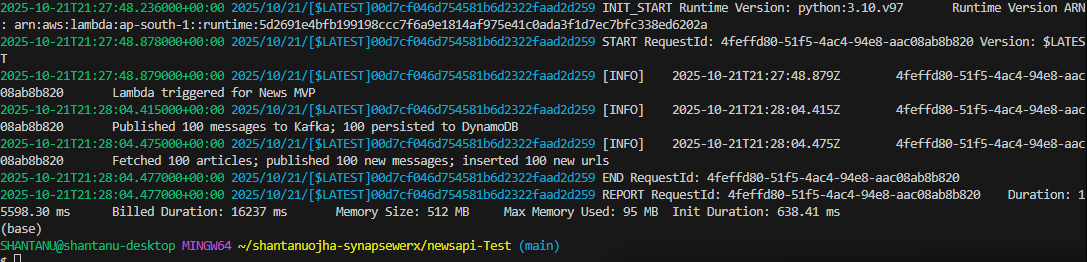 2025-10-21T21:27:48.236000+00:00 2025/10/21/[$LATEST]00d7cf046d754581b6d2322faad2d259 INIT_START Runtime Version: python:3.10.v97 Runtime Version ARN
: arn:aws:lambda:ap-south-1::runtime:5d2691e4bfb199198ccc7f6a9e1814af975e41c0ada3f1d7ec7bfc338ed6202a
2025-10-21T21:27:48.878000+00:00 2025/10/21/[$LATEST]00d7cf046d754581b6d2322faad2d259 START RequestId: 4feffd80-51f5-4ac4-94e8-aac08ab8b820 Version: $LATES
T
2025-10-21T21:27:48.879000+00:00 2025/10/21/[$LATEST]00d7cf046d754581b6d2322faad2d259 [INFO] 2025-10-21T21:27:48.879Z 4feffd80-51f5-4ac4-94e8-aac
08ab8b820 Lambda triggered for News MVP
2025-10-21T21:28:04.415000+00:00 2025/10/21/[$LATEST]00d7cf046d754581b6d2322faad2d259 [INFO] 2025-10-21T21:28:04.415Z 4feffd80-51f5-4ac4-94e8-aac
08ab8b820 Published 100 messages to Kafka; 100 persisted to DynamoDB
2025-10-21T21:28:04.475000+00:00 2025/10/21/[$LATEST]00d7cf046d754581b6d2322faad2d259 [INFO] 2025-10-21T21:28:04.475Z 4feffd80-51f5-4ac4-94e8-aac
08ab8b820 Fetched 100 articles; published 100 new messages; inserted 100 new urls
2025-10-21T21:28:04.477000+00:00 2025/10/21/[$LATEST]00d7cf046d754581b6d2322faad2d259 END RequestId: 4feffd80-51f5-4ac4-94e8-aac08ab8b820
2025-10-21T21:28:04.477000+00:00 2025/10/21/[$LATEST]00d7cf046d754581b6d2322faad2d259 REPORT RequestId: 4feffd80-51f5-4ac4-94e8-aac08ab8b820 Duration: 1
5598.30 ms Billed Duration: 16237 ms Memory Size: 512 MB Max Memory Used: 95 MB Init Duration: 638.41 ms
(base)
SHANTANU@shantanu-desktop MINGW64 ~/shantanuojha-synapsewerx/newsapi-Test (main)
$